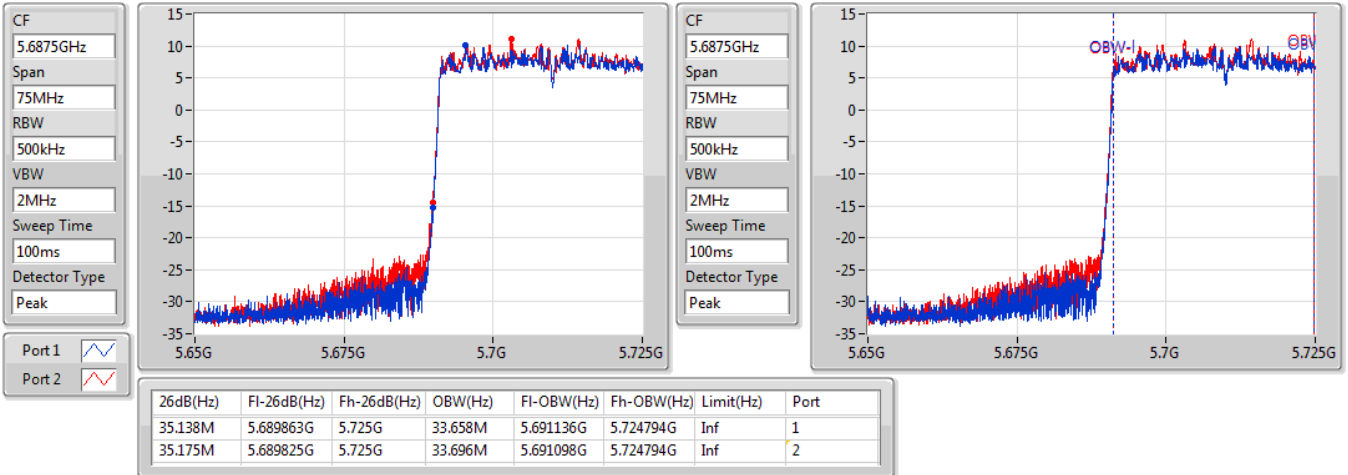 CF
5.6875GHz
Span
75MHz
RBW
500kHz
VBW
2MHz
Sweep Time
100ms
Detector Type
Peak
Port 1
Port 2
15
10
5
0
-5
-10
-15
-20
-25
-30
-35
5.65G 5.675G 5.7G 5.725G
CF
5.6875GHz
Span
75MHz
RBW
500kHz
VBW
2MHz
Sweep Time
100ms
Detector Type
Peak
15
10
5
0
-5
-10
-15
-20
-25
-30
-35
OBW-l OBW
5.65G 5.675G 5.7G 5.725G
26dB(Hz) Fl-26dB(Hz) Fh-26dB(Hz) OBW(Hz) Fl-OBW(Hz) Fh-OBW(Hz) Limit(Hz) Port
35.138M 5.689863G 5.725G 33.658M 5.691136G 5.724794G Inf 1
35.175M 5.689825G 5.725G 33.696M 5.691098G 5.724794G Inf 2